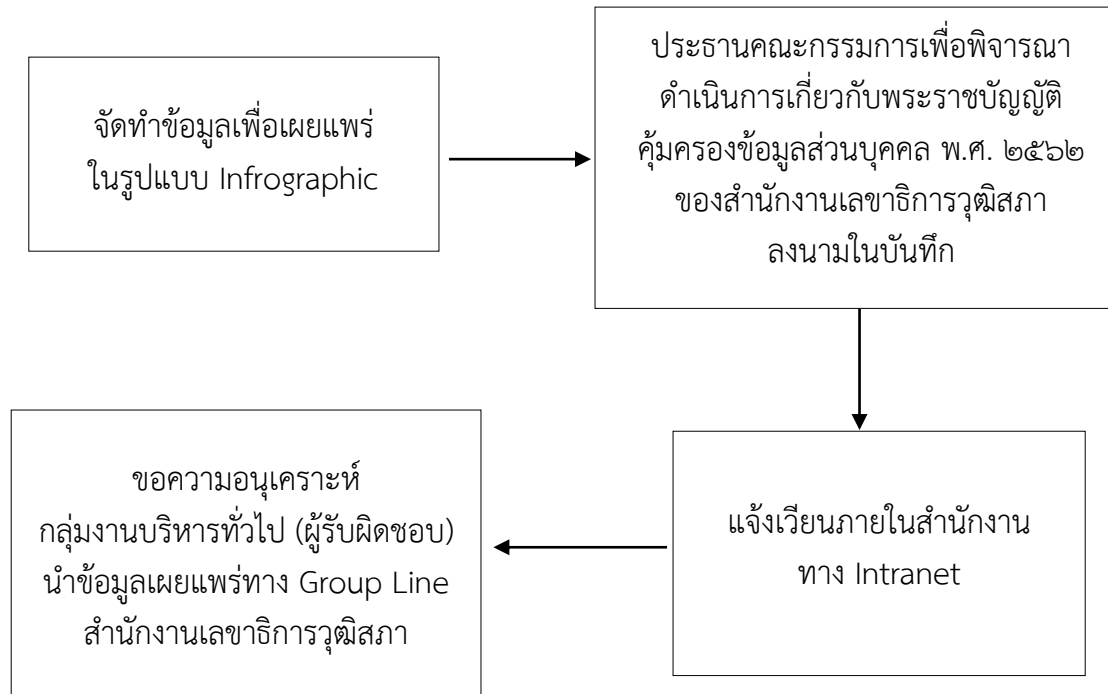 จัดทำข้อมูลเพื่อเผยแพร่
ในรูปแบบ Infrographic
ประธานคณะกรรมการเพื่อพิจารณา
ดำเนินการเกี่ยวกับพระราชบัญญัติ
คุ้มครองข้อมูลส่วนบุคคล พ.ศ. ๒๕๖๒
ของสำนักงานเลขาธิการวุฒิสภา
ลงนามในบันทึก
แจ้งเวียนภายในสำนักงาน
ทาง Intranet
ขอความอนุเคราะห์
กลุ่มงานบริหารทั่วไป (ผู้รับผิดชอบ)
นำข้อมูลเผยแพร่ทาง Group Line
สำนักงานเลขาธิการวุฒิสภา